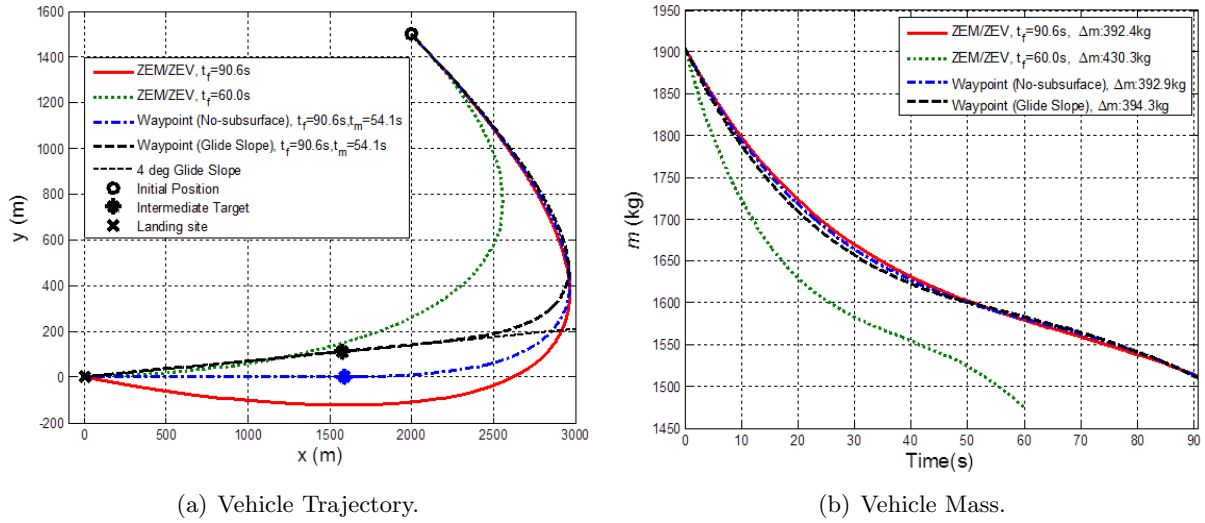 1600
1400
1200
1000
800
600
400
200
0
-200
y (m)
ZEM/ZEV, t_f=90.6s
ZEM/ZEV, t_f=60.0s
Waypoint (No-subsurface), t_f=90.6s,t_m=54.1s
Waypoint (Glide Slope), t_f=90.6s,t_m=54.1s
4 deg Glide Slope
Initial Position
Intermediate Target
Landing site
0 500 1000 1500 2000 2500 3000
x (m)
(a) Vehicle Trajectory.
1950
1900
1850
1800
1750
1700
1650
1600
1550
1500
1450
m (kg)
ZEM/ZEV, t_f=90.6s, Δm:392.4kg
ZEM/ZEV, t_f=60.0s, Δm:430.3kg
Waypoint (No-subsurface), Δm:392.9kg
Waypoint (Glide Slope), Δm:394.3kg
0 10 20 30 40 50 60 70 80 90
Time(s)
(b) Vehicle Mass.